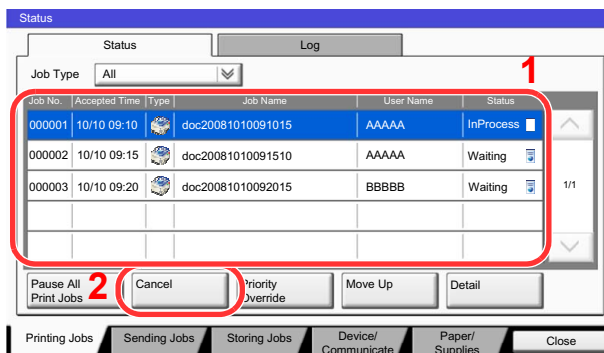 Status
Status Log
Job Type All
1
Job No. Accepted Time Type Job Name User Name Status
000001 10/10 09:10 doc20081010091015 AAAAA InProcess
000002 10/10 09:15 doc20081010091510 AAAAA Waiting
000003 10/10 09:20 doc20081010092015 BBBBB Waiting
1/1
Pause All
Print Jobs
2
Cancel
Priority
Override
Move Up
Detail
Printing Jobs
Sending Jobs
Storing Jobs
Device/
Communicate
Paper/
Supplies
Close